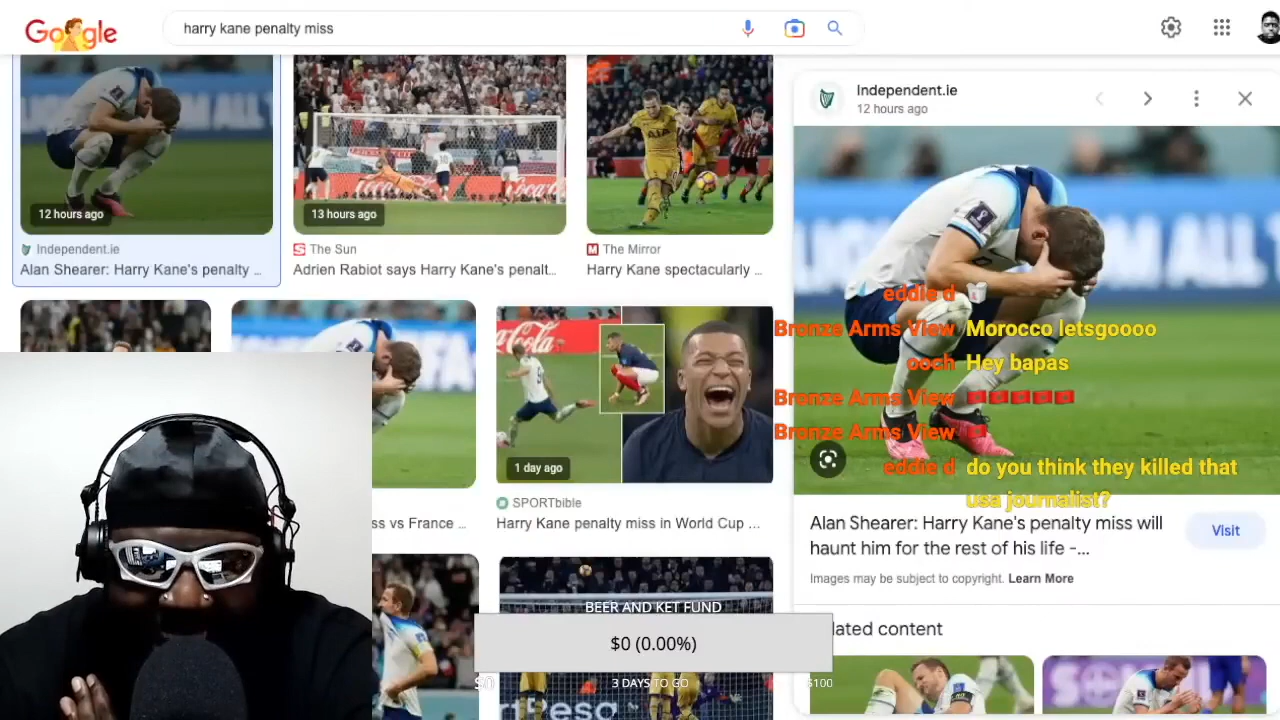 Google
harry kane penalty miss
Independent.ie
12 hours ago
12 hours ago
13 hours ago
Independent.ie
Alan Shearer: Harry Kane's penalty ...
The Sun
Adrien Rabiot says Harry Kane's penalt...
The Mirror
Harry Kane spectacularly ...
eddie d
Bronze Arms View Morocco letsgoooo
ooch Hey bapas
Bronze Arms View
Bronze Arms View
eddie d do you think they killed that
usa journalist?
Coca-Cola
AIA
1 day ago
SPORTbible
ss vs France ...
Harry Kane penalty miss in World Cup ...
Alan Shearer: Harry Kane's penalty miss will
haunt him for the rest of his life -...
Visit
Images may be subject to copyright. Learn More
BEER AND KET FUND
$0 (0.00%)
$0
3 DAYS TO GO
$100
lated content